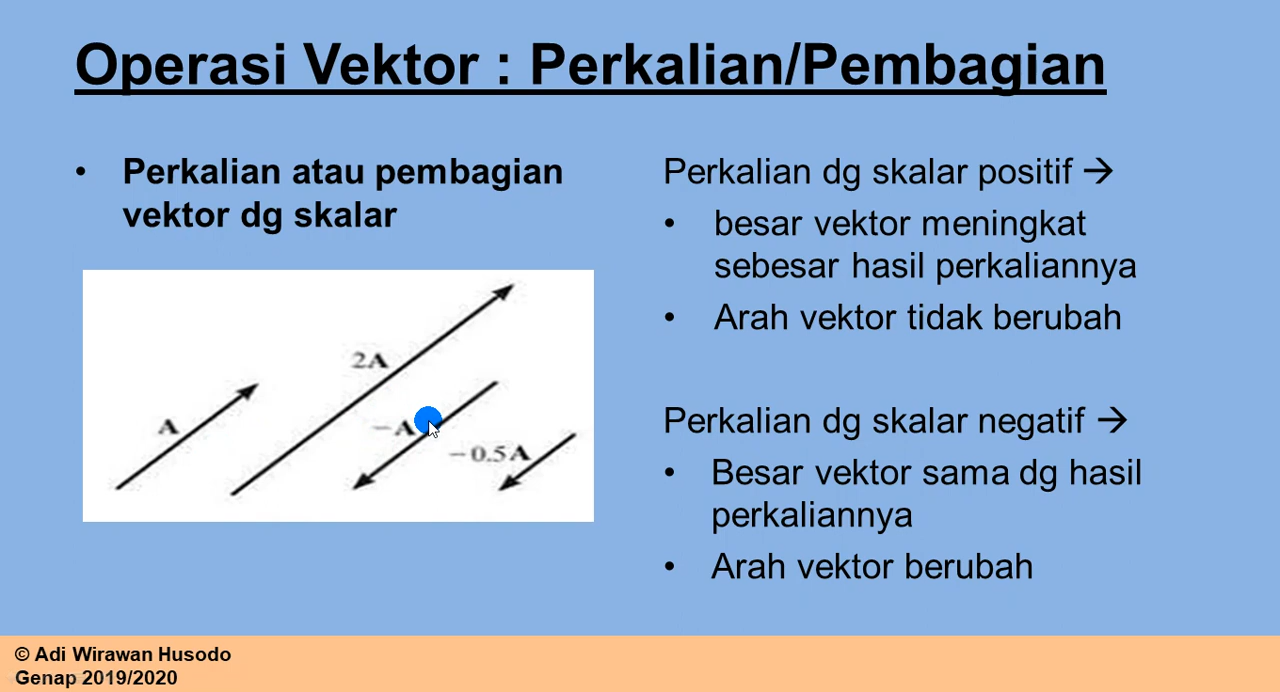 Operasi Vektor : Perkalian/Pembagian
• Perkalian atau pembagian
vektor dg skalar
A
2A
−A
−0.5A
Perkalian dg skalar positif →
• besar vektor meningkat
sebesar hasil perkaliannya
• Arah vektor tidak berubah
Perkalian dg skalar negatif →
• Besar vektor sama dg hasil
perkaliannya
• Arah vektor berubah
© Adi Wirawan Husodo
Genap 2019/2020